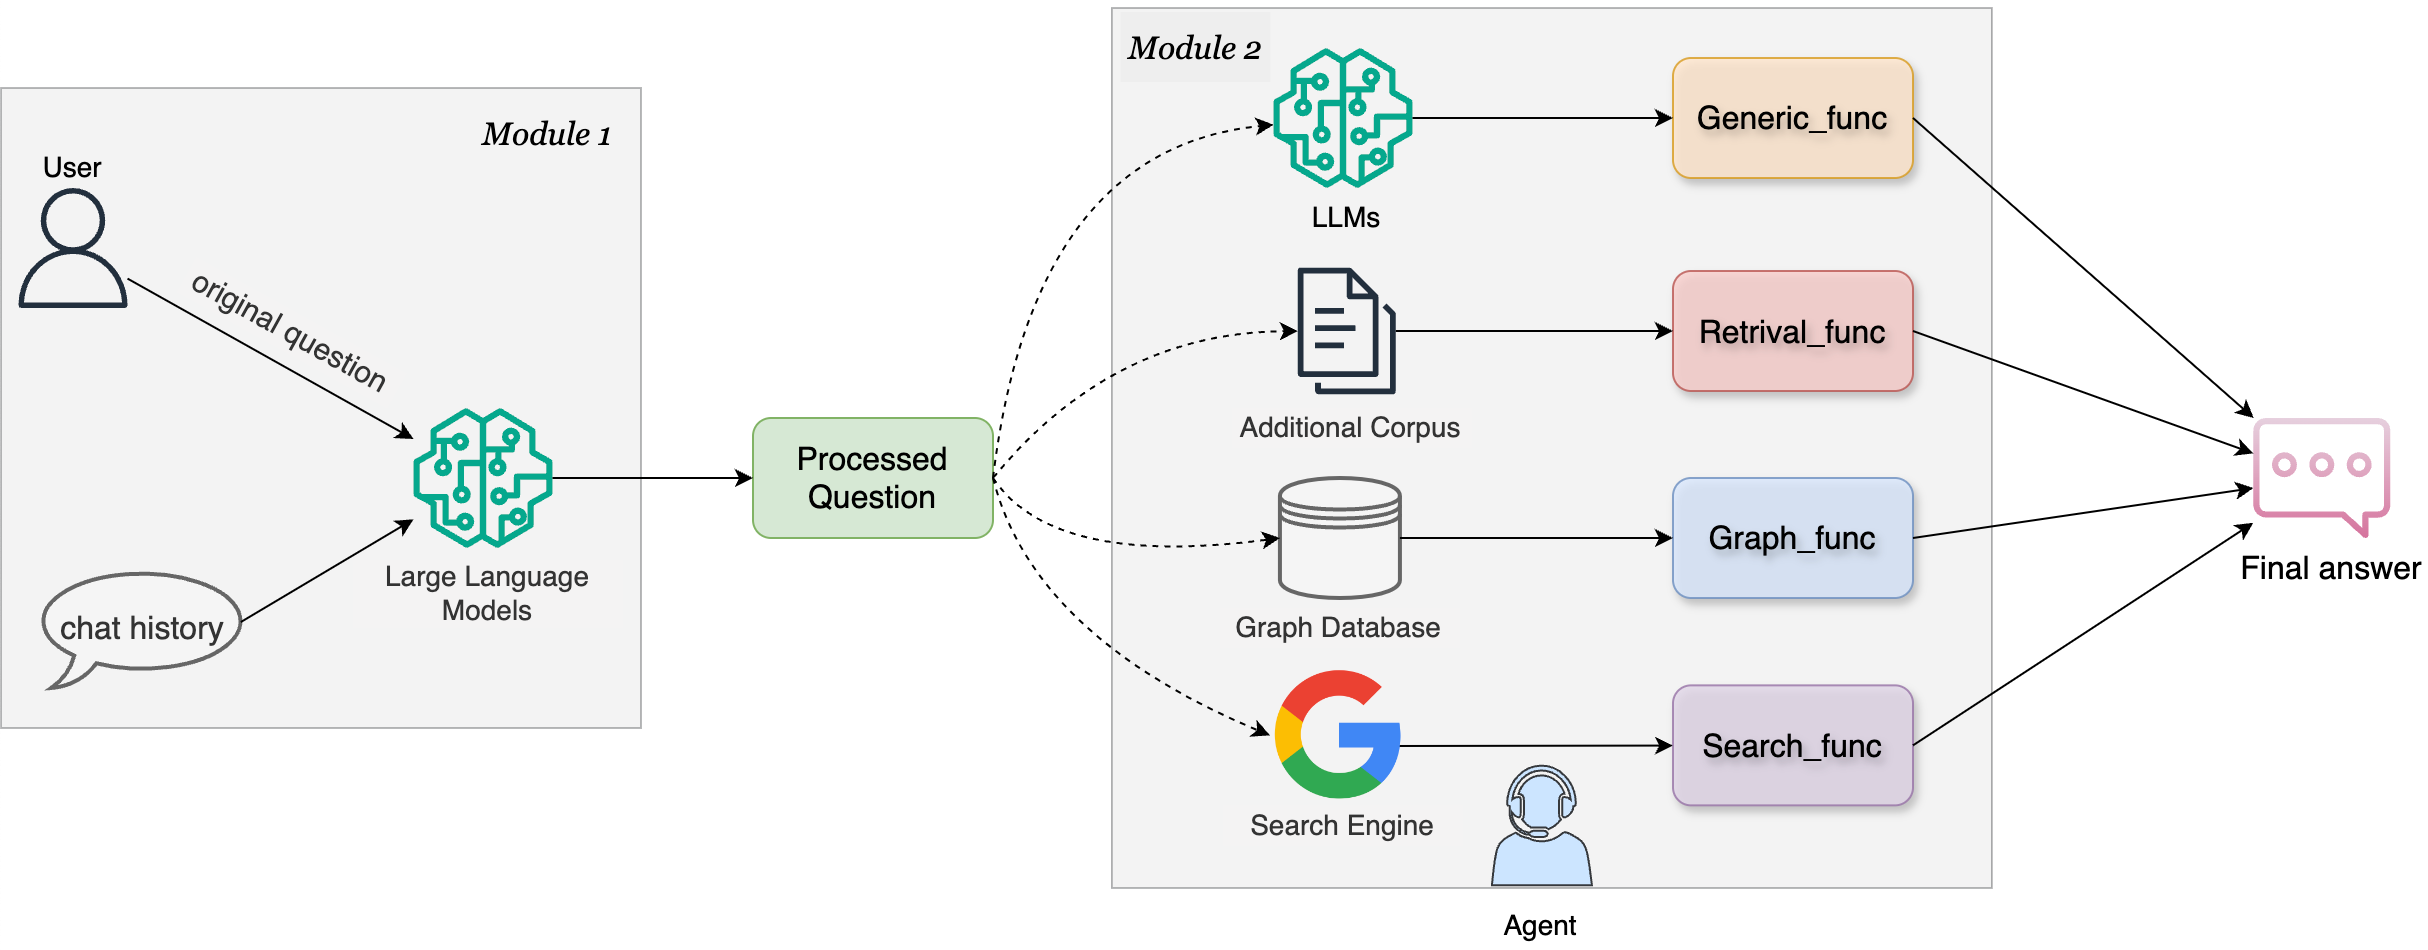 Module 1
User
original question
chat history
Large Language
Models
Processed
Question
Module 2
LLMs
Generic_func
Additional Corpus
Retrival_func
Graph Database
Graph_func
Search Engine
Search_func
Agent
Final answer